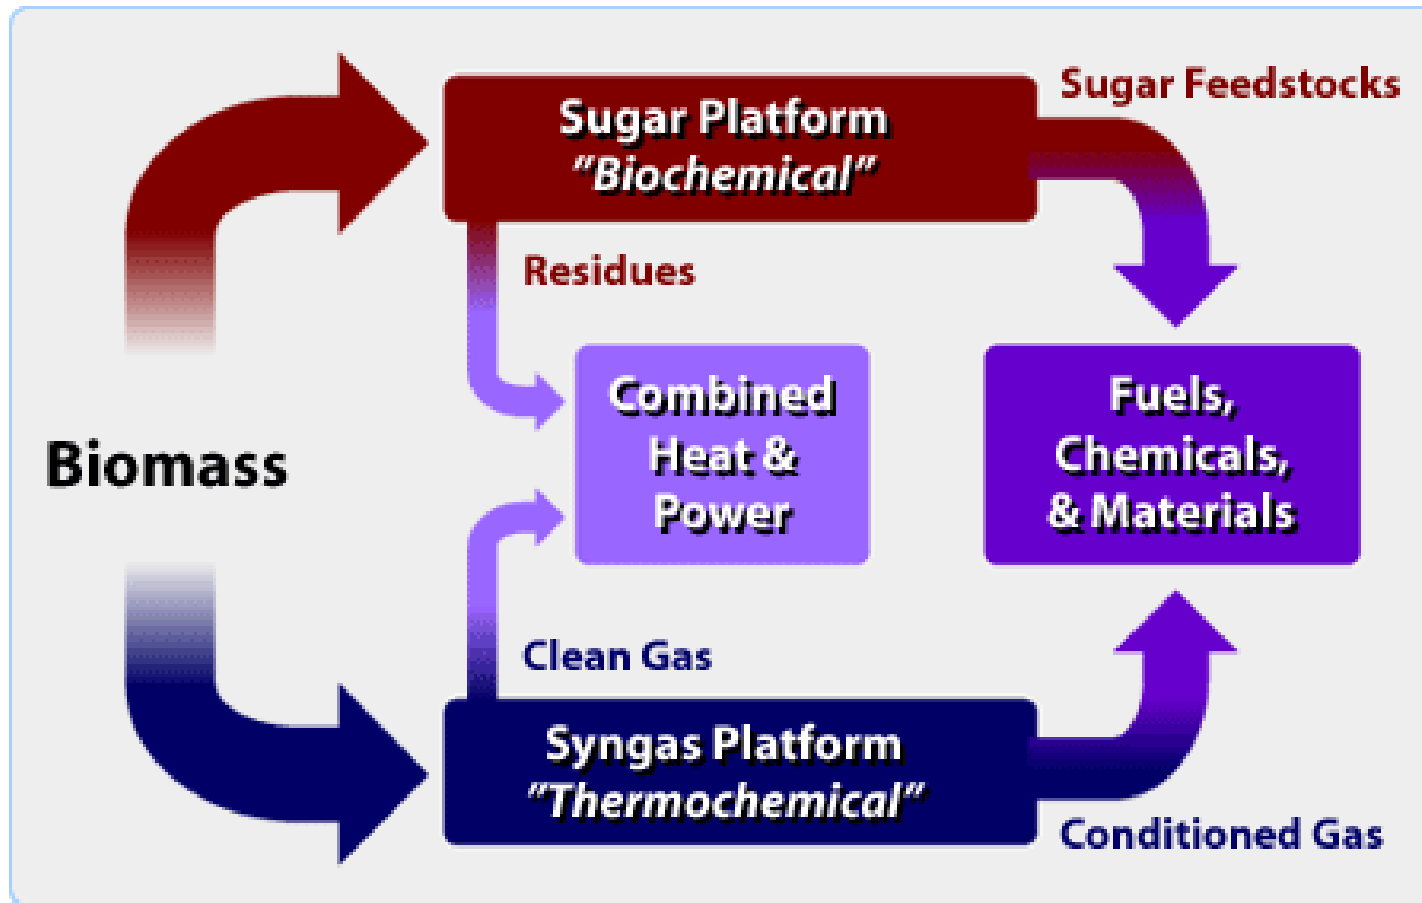 Sugar Feedstocks
Sugar Platform
"Biochemical"
Residues
Combined
Heat &
Power
Fuels,
Chemicals,
& Materials
Biomass
Clean Gas
Syngas Platform
"Thermochemical"
Conditioned Gas